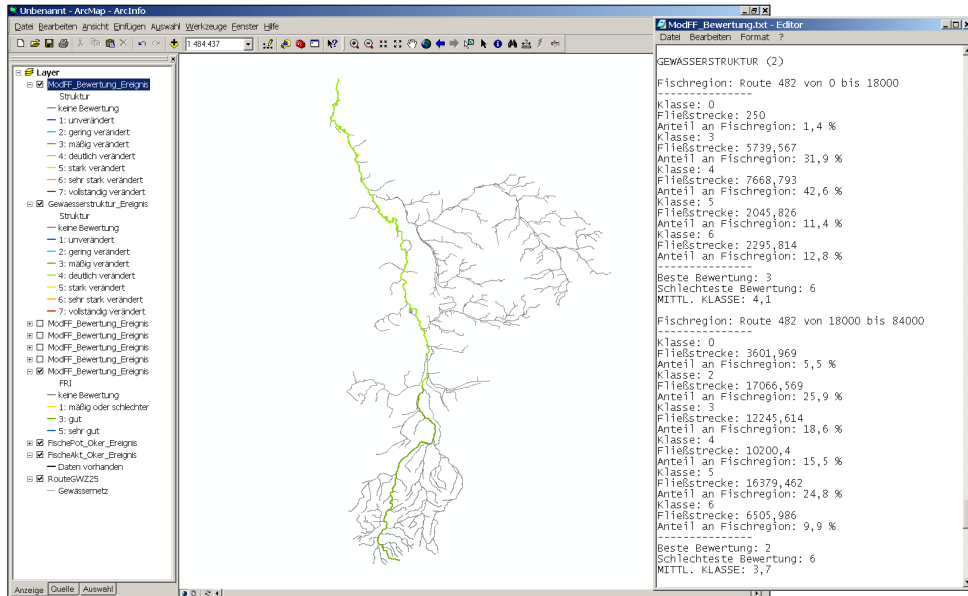 Unbenannt - ArcMap - ArcInfo
Datei Bearbeiten Ansicht Einfügen Auswahl Werkzeuge Fenster Hilfe
1:484.437
Layer
ModFF_Bewertung_Ereignis
Struktur
keine Bewertung
1: unverändert
2: gering verändert
3: mäßig verändert
4: deutlich verändert
5: stark verändert
6: sehr stark verändert
7: vollständig verändert
Gewaesserstruktur_Ereignis
Struktur
keine Bewertung
1: unverändert
2: gering verändert
3: mäßig verändert
4: deutlich verändert
5: stark verändert
6: sehr stark verändert
7: vollständig verändert
ModFF_Bewertung_Ereignis
ModFF_Bewertung_Ereignis
ModFF_Bewertung_Ereignis
ModFF_Bewertung_Ereignis
FRI
keine Bewertung
1: mäßig oder schlechter
3: gut
5: sehr gut
FischePot_Oker_Ereignis
FischeAkt_Oker_Ereignis
Daten vorhanden
RouteGWZ25
Gewässernetz
Anzeige Quelle Auswahl
ModFF_Bewertung.txt - Editor
Datei Bearbeiten Format ?
GEWÄSSERSTRUKTUR (2)
Fischregion: Route 482 von 0 bis 18000
---------------
Klasse: 0
Fließstrecke: 250
Anteil an Fischregion: 1,4 %
Klasse: 3
Fließstrecke: 5739,567
Anteil an Fischregion: 31,9 %
Klasse: 4
Fließstrecke: 7668,793
Anteil an Fischregion: 42,6 %
Klasse: 5
Fließstrecke: 2045,826
Anteil an Fischregion: 11,4 %
Klasse: 6
Fließstrecke: 2295,814
Anteil an Fischregion: 12,8 %
---------------
Beste Bewertung: 3
Schlechteste Bewertung: 6
MITTL. KLASSE: 4,1
Fischregion: Route 482 von 18000 bis 84000
---------------
Klasse: 0
Fließstrecke: 3601,969
Anteil an Fischregion: 5,5 %
Klasse: 2
Fließstrecke: 17066,569
Anteil an Fischregion: 25,9 %
Klasse: 3
Fließstrecke: 12245,614
Anteil an Fischregion: 18,6 %
Klasse: 4
Fließstrecke: 10200,4
Anteil an Fischregion: 15,5 %
Klasse: 5
Fließstrecke: 16379,462
Anteil an Fischregion: 24,8 %
Klasse: 6
Fließstrecke: 6505,986
Anteil an Fischregion: 9,9 %
---------------
Beste Bewertung: 2
Schlechteste Bewertung: 6
MITTL. KLASSE: 3,7